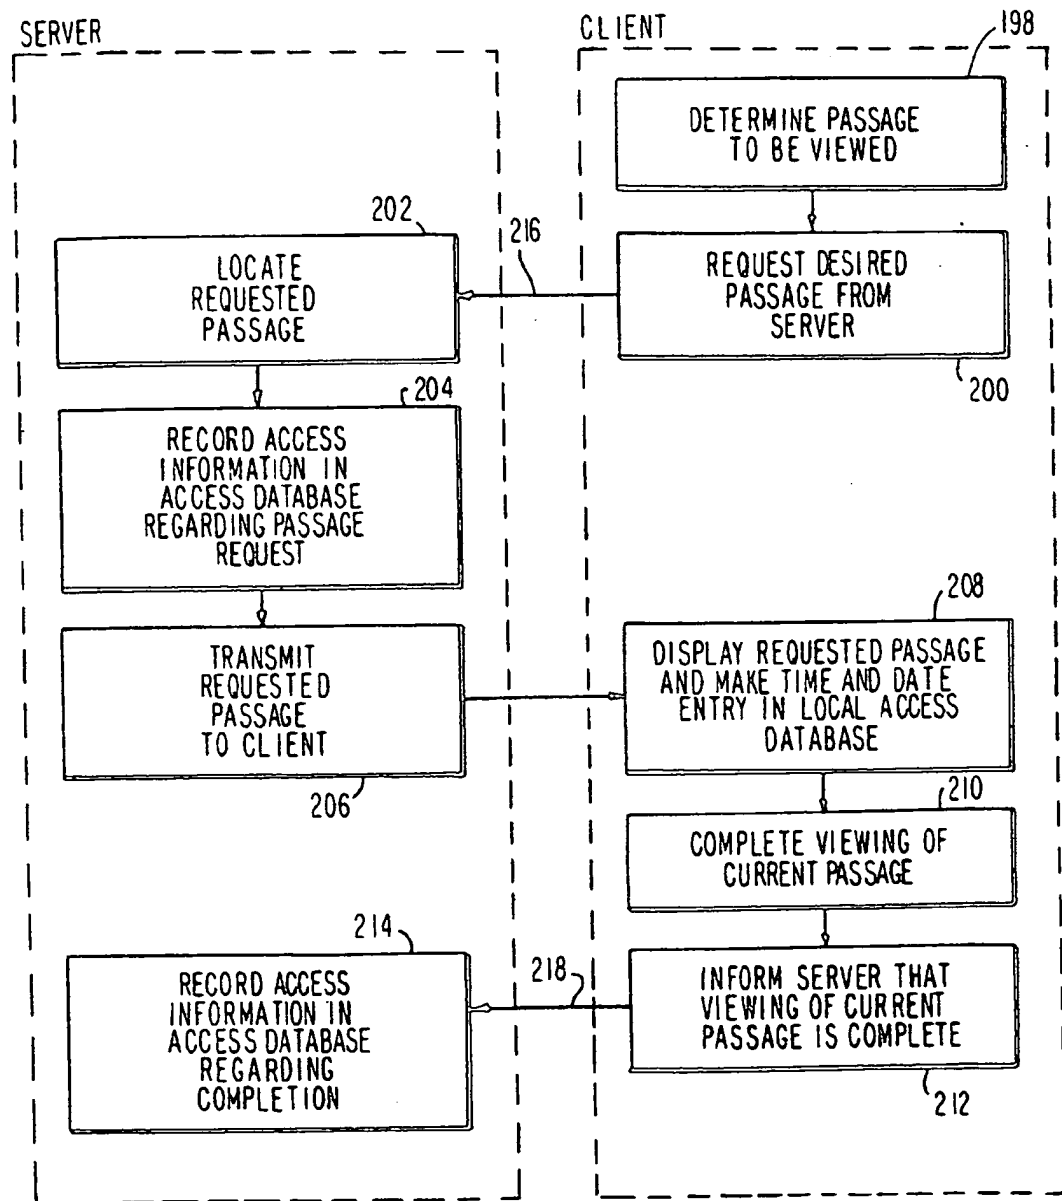 SERVER
CLIENT
198
DETERMINE PASSAGE
TO BE VIEWED
202
216
LOCATE
REQUESTED
PASSAGE
REQUEST DESIRED
PASSAGE FROM
SERVER
200
204
RECORD ACCESS
INFORMATION IN
ACCESS DATABASE
REGARDING PASSAGE
REQUEST
208
TRANSMIT
REQUESTED
PASSAGE
TO CLIENT
206
DISPLAY REQUESTED PASSAGE
AND MAKE TIME AND DATE
ENTRY IN LOCAL ACCESS
DATABASE
210
COMPLETE VIEWING OF
CURRENT PASSAGE
214
218
RECORD ACCESS
INFORMATION IN
ACCESS DATABASE
REGARDING
COMPLETION
INFORM SERVER THAT
VIEWING OF CURRENT
PASSAGE IS COMPLETE
212